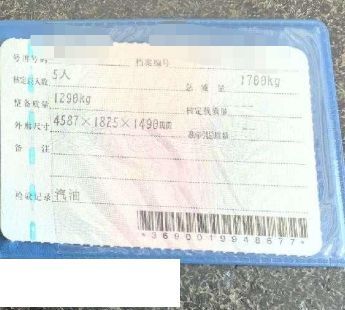 号牌号码 档案编号
核定载人数 5人 总质量 1700kg
整备质量 1290kg 核定载质量 --
外廓尺寸 4587×1825×1490mm 准牵引总质量 --
备注
检验记录 汽油
*3690019948677*